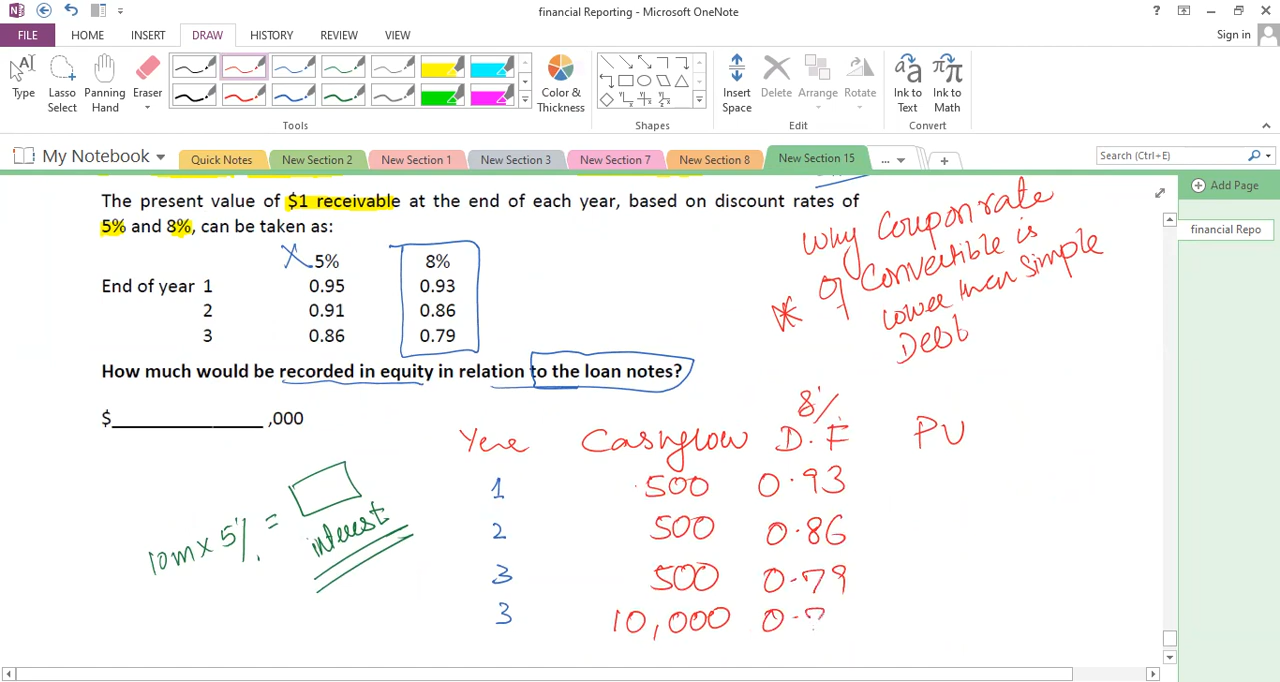 financial Reporting - Microsoft OneNote
FILE HOME INSERT DRAW HISTORY REVIEW VIEW Sign in
Type Lasso Select Panning Hand Eraser Color & Thickness Insert Space Delete Arrange Rotate Ink to Text Ink to Math
Tools Shapes Edit Convert
My Notebook Quick Notes New Section 2 New Section 1 New Section 3 New Section 7 New Section 8 New Section 15 ... Search (Ctrl+E)
Add Page
financial Repo
The present value of $1 receivable at the end of each year, based on discount rates of
5% and 8%, can be taken as:
X 5% 8%
End of year 1 0.95 0.93
2 0.91 0.86
3 0.86 0.79
Why Coupon rate
* of Convertible is
lower than simple
Debt
How much would be recorded in equity in relation to the loan notes?
$ ,000
8%
Cashflow D.F PV
1 500 0.93
2 500 0.86
3 500 0.79
3 10,000
10m x 5% =
interest